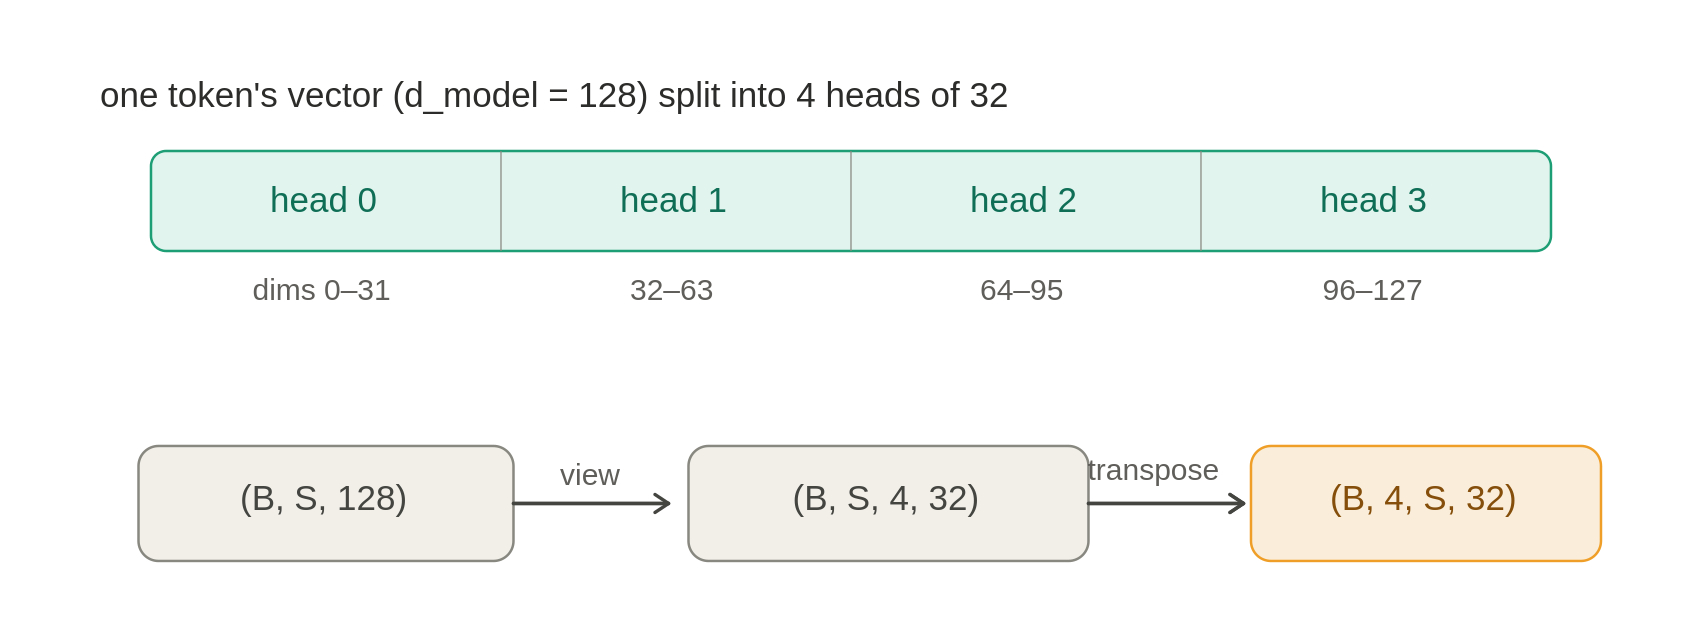 one token's vector (d_model = 128) split into 4 heads of 32
head 0 head 1 head 2 head 3
dims 0–31 32–63 64–95 96–127
view transpose
(B, S, 128) (B, S, 4, 32) (B, 4, S, 32)